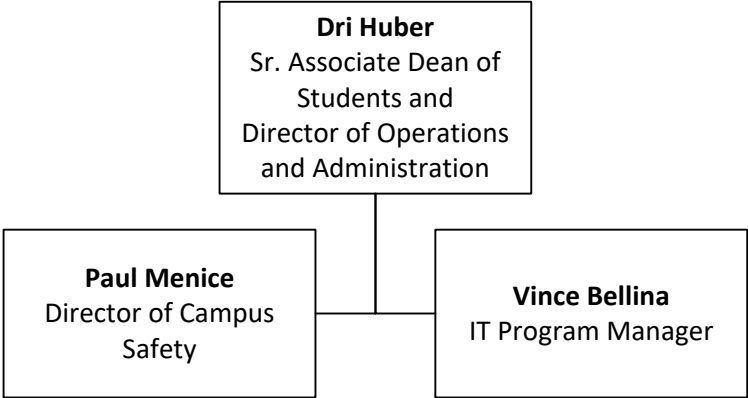 Dri Huber
Sr. Associate Dean of
Students and
Director of Operations
and Administration
Paul Menice
Director of Campus
Safety
Vince Bellina
IT Program Manager